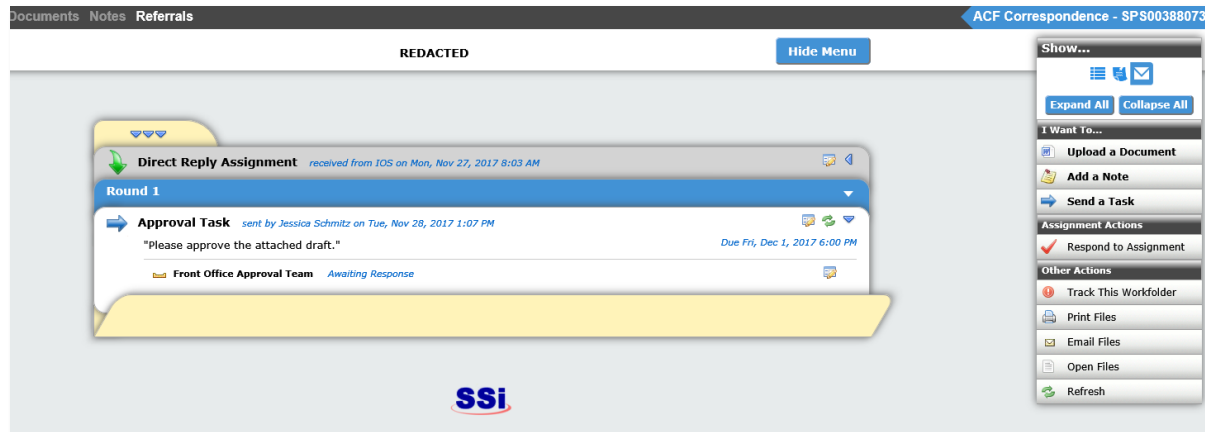 Documents Notes Referrals
ACF Correspondence - SPS00388073
REDACTED
Hide Menu
Direct Reply Assignment received from IOS on Mon, Nov 27, 2017 8:03 AM
Round 1
Approval Task sent by Jessica Schmitz on Tue, Nov 28, 2017 1:07 PM
"Please approve the attached draft."
Due Fri, Dec 1, 2017 6:00 PM
Front Office Approval Team Awaiting Response
SSi
Show...
Expand All Collapse All
I Want To...
Upload a Document
Add a Note
Send a Task
Assignment Actions
Respond to Assignment
Other Actions
Track This Workfolder
Print Files
Email Files
Open Files
Refresh